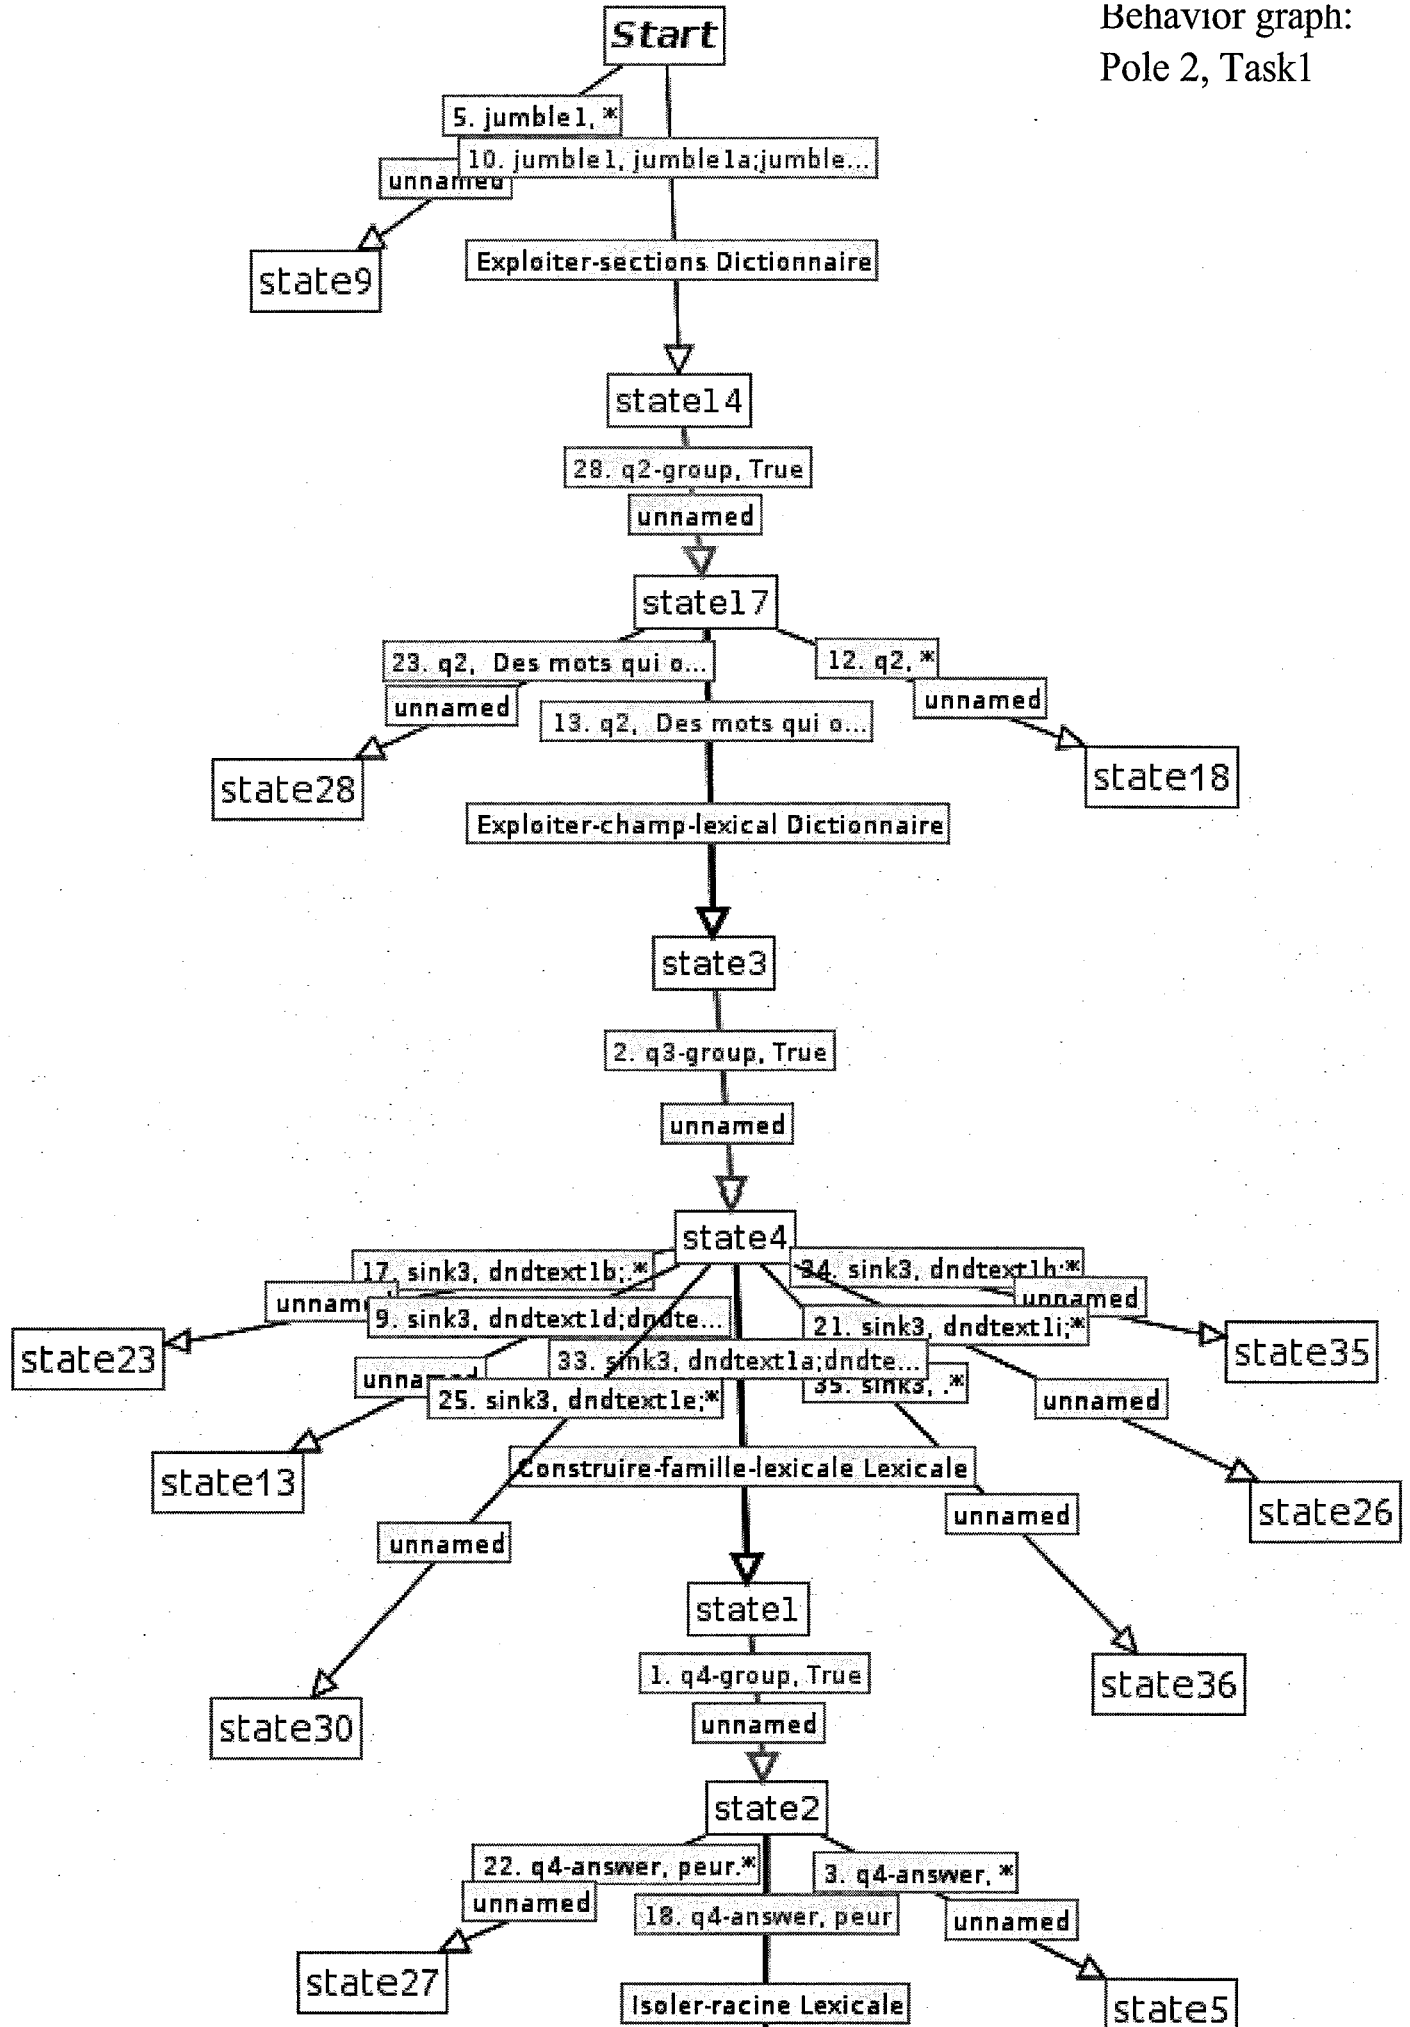 Behavior graph:
Pole 2, Task1
Start
5. jumble1, *
10. jumble1, jumble1a;jumble...
unnamed
Exploiter-sections Dictionnaire
state9
state14
28. q2-group, True
unnamed
state17
23. q2,  Des mots qui o...
12. q2, *
unnamed
unnamed
13. q2,  Des mots qui o...
state28
state18
Exploiter-champ-lexical Dictionnaire
state3
2. q3-group, True
unnamed
state4
17. sink3, dndtext1b;.*
34. sink3, dndtext1h;*
unnamed
unnamed
9. sink3, dndtext1d;dndte...
21. sink3, dndtext1i;*
state23
state35
33. sink3, dndtext1a;dndte...
unnamed
35. sink3, .*
25. sink3, dndtext1e;*
unnamed
Construire-famille-lexicale Lexicale
state13
state26
unnamed
unnamed
state1
1. q4-group, True
state36
unnamed
state30
state2
22. q4-answer, peur.*
3. q4-answer, *
unnamed
18. q4-answer, peur
unnamed
state27
Isoler-racine Lexicale
state5